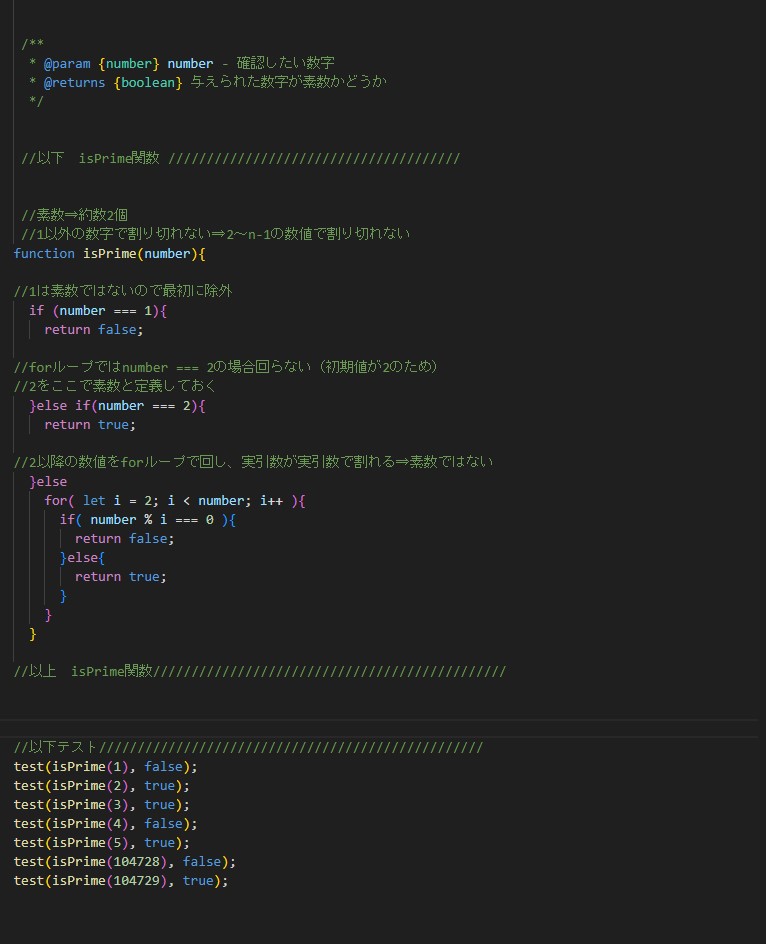 /**
 * @param {number} number - 確認したい数字
 * @returns {boolean} 与えられた数字が素数かどうか
 */
//以下　isPrime関数 //////////////////////////////////////
//素数⇒約数2個
//1以外の数字で割り切れない⇒2～n-1の数値で割り切れない
function isPrime(number){
//1は素数ではないので最初に除外
  if (number === 1){
    return false;
//forループではnumber === 2の場合回らない（初期値が2のため）
//2をここで素数と定義しておく
  }else if(number === 2){
    return true;
//2以降の数値をforループで回し、実引数が実引数で割れる⇒素数ではない
  }else
    for( let i = 2; i < number; i++ ){
      if( number % i === 0 ){
        return false;
      }else{
        return true;
      }
    }
  }
//以上　isPrime関数//////////////////////////////////////////////
//以下テスト//////////////////////////////////////////////////
test(isPrime(1), false);
test(isPrime(2), true);
test(isPrime(3), true);
test(isPrime(4), false);
test(isPrime(5), true);
test(isPrime(104728), false);
test(isPrime(104729), true);